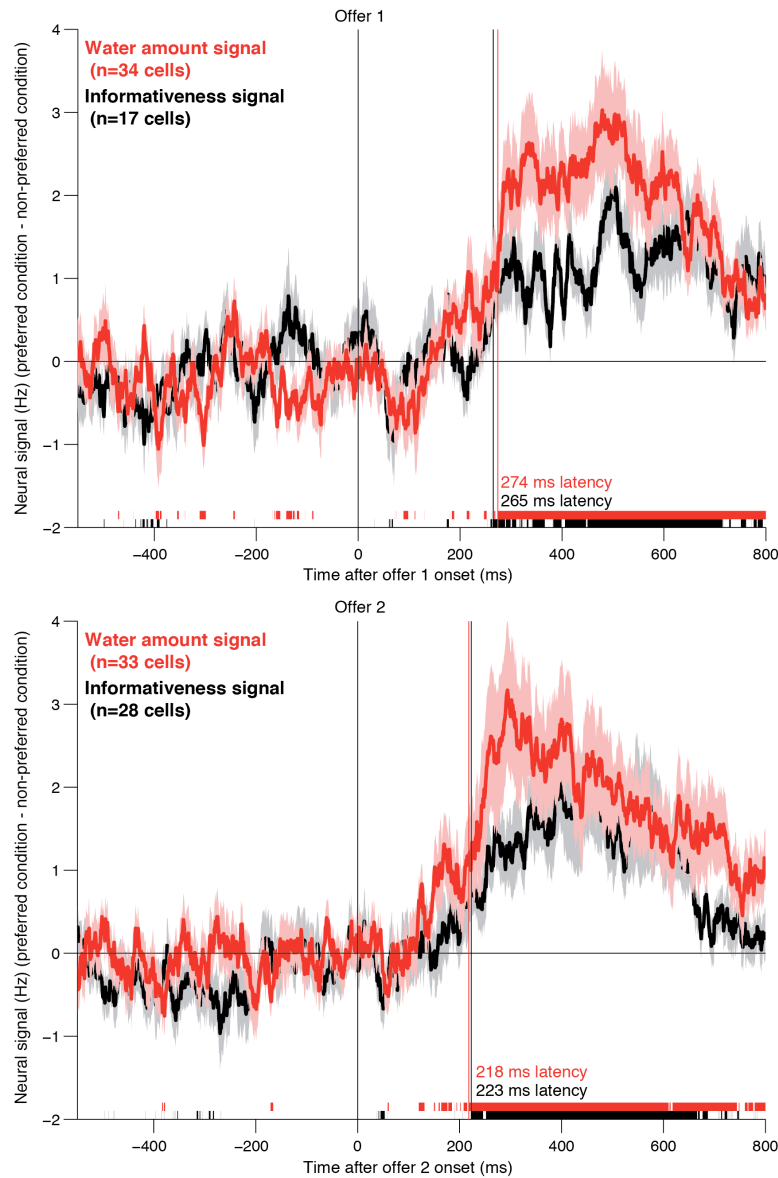 Offer 1
Water amount signal
(n=34 cells)
Informativeness signal
(n=17 cells)
Neural signal (Hz) (preferred condition - non-preferred condition)
4
3
2
1
0
−1
−2
274 ms latency
265 ms latency
−400 −200 0 200 400 600 800
Time after offer 1 onset (ms)
Offer 2
Water amount signal
(n=33 cells)
Informativeness signal
(n=28 cells)
Neural signal (Hz) (preferred condition - non-preferred condition)
4
3
2
1
0
−1
−2
218 ms latency
223 ms latency
−400 −200 0 200 400 600 800
Time after offer 2 onset (ms)